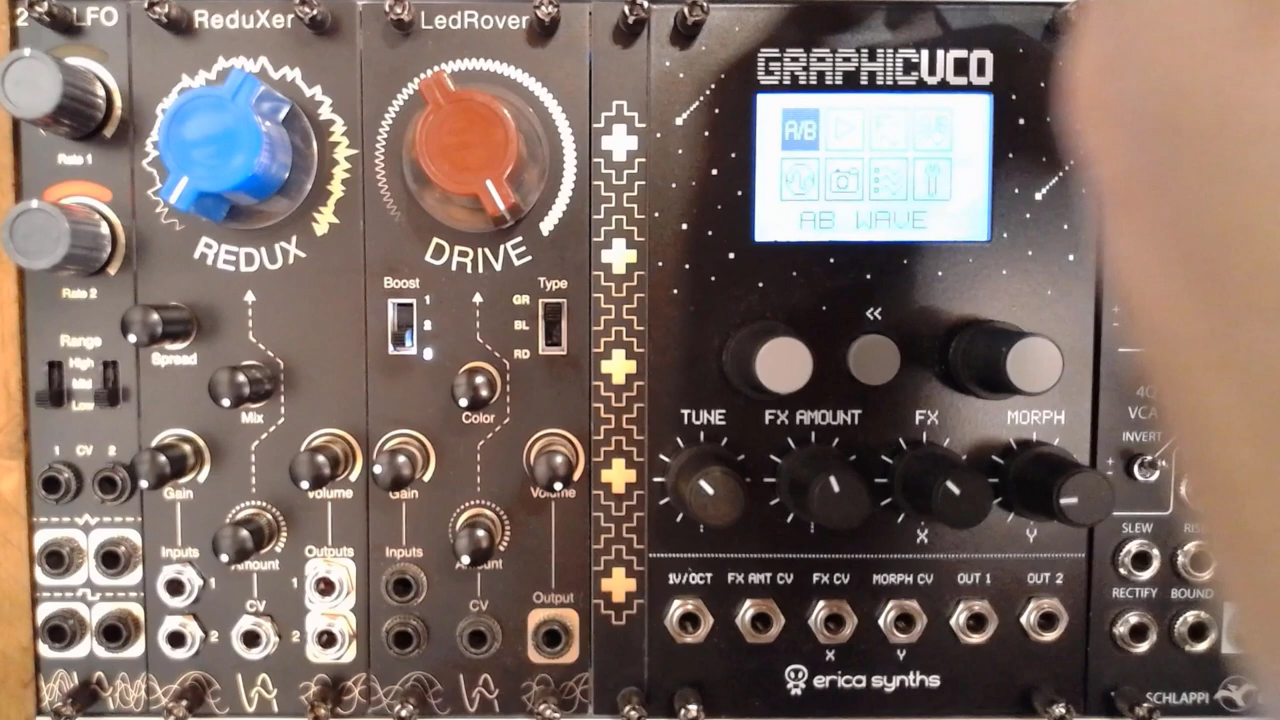 2 LFO
Rate 1
Rate 2
Range
High
Mid
Low
1 CV 2
ReduXer
REDUX
Spread
Mix
Gain
Volume
Amount
Inputs
Outputs
1
1
CV
2
2
LedRover
DRIVE
Boost
1
2
3
Type
GR
BL
RD
Color
Gain
Volume
Amount
Inputs
CV
Output
GRAPHICVCO
A/B
AB WAVE
<<
TUNE FX AMOUNT FX MORPH
X Y
1V/OCT FX AMT CV FX CV MORPH CV OUT 1 OUT 2
X Y
erica synths
VCA
INVERT
SLEW
RECTIFY BOUND
SCHLAPPI